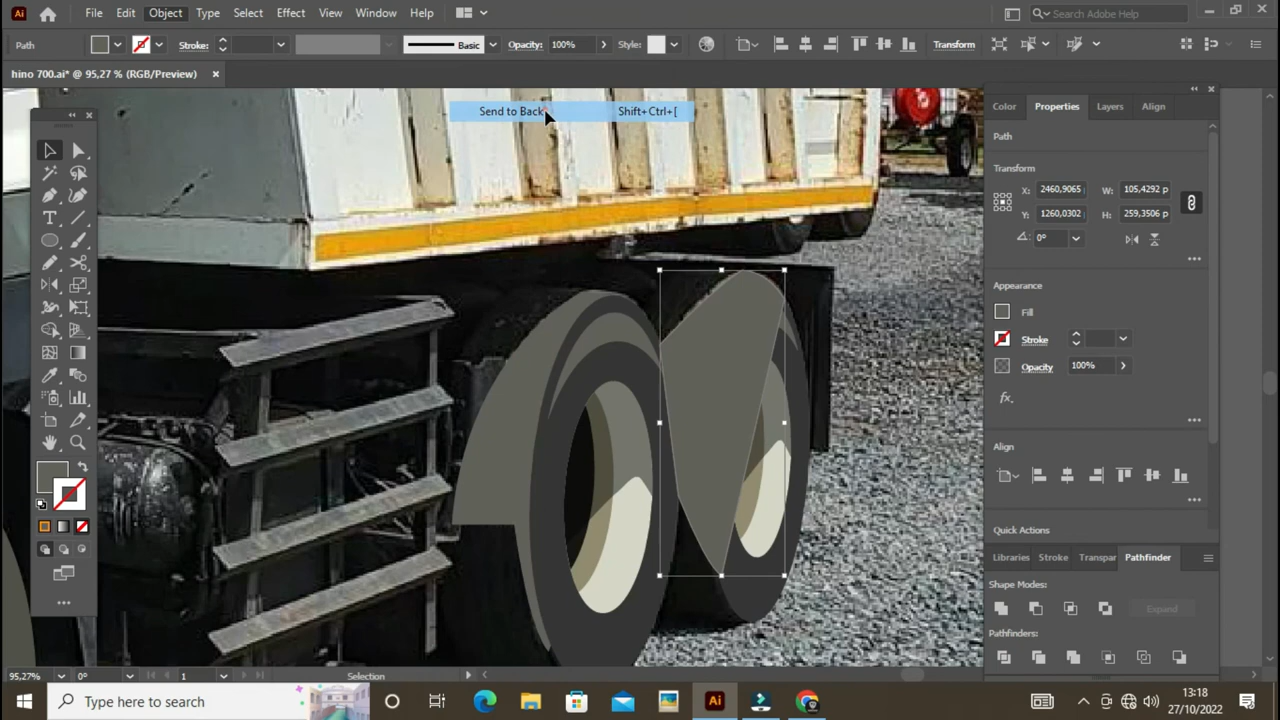 Ai File Edit Object Type Select Effect View Window Help Search Adobe Help
Path Stroke: Basic Opacity: 100% Style: Transform
hino 700.ai* @ 95,27 % (RGB/Preview)
Send to Back Shift+Ctrl+[
Color Properties Layers Align
Path
Transform
X: 2460,9065 W: 105,4292 p
Y: 1260,0302 H: 259,3506 p
0°
Appearance
Fill
Stroke
Opacity 100%
fx.
Align
Quick Actions
Libraries Stroke Transpar Pathfinder
Shape Modes:
Expand
Pathfinders:
95,27% 0° 1 Selection
Type here to search
Ai
13:18
27/10/2022